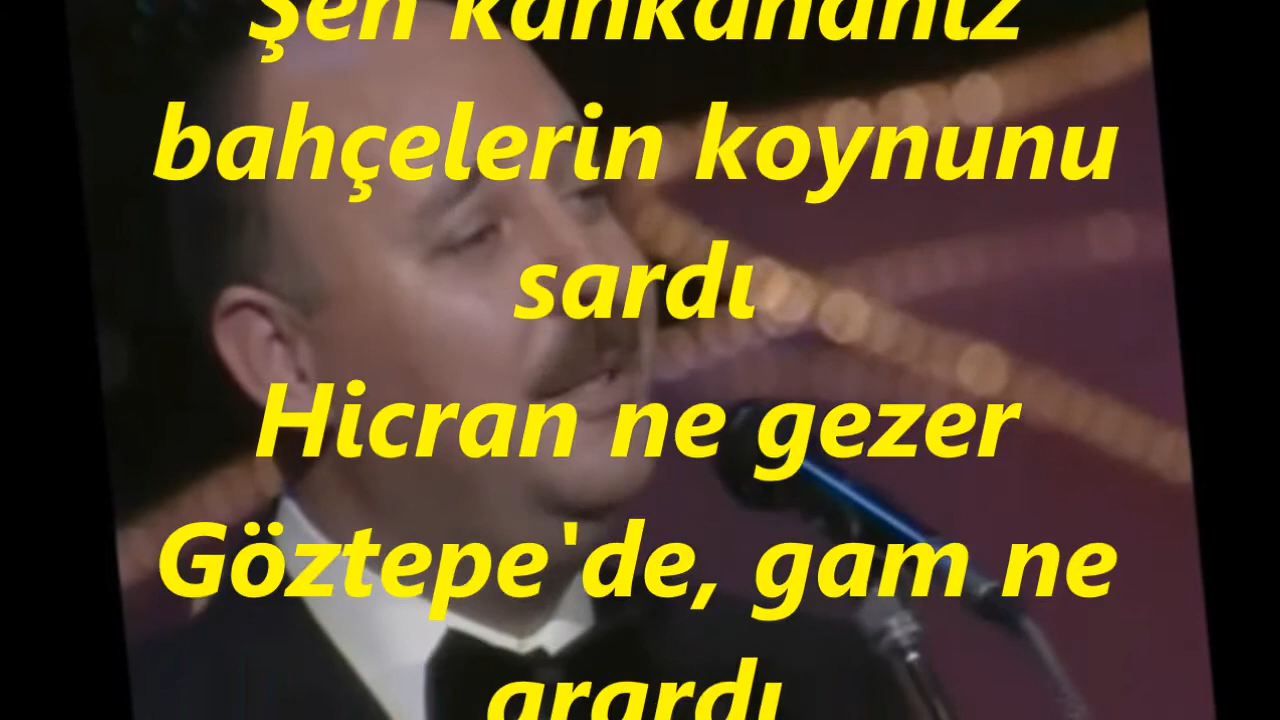 Şen kahkahanız
bahçelerin koynunu
sardı
Hicran ne gezer
Göztepe'de, gam ne
arardı